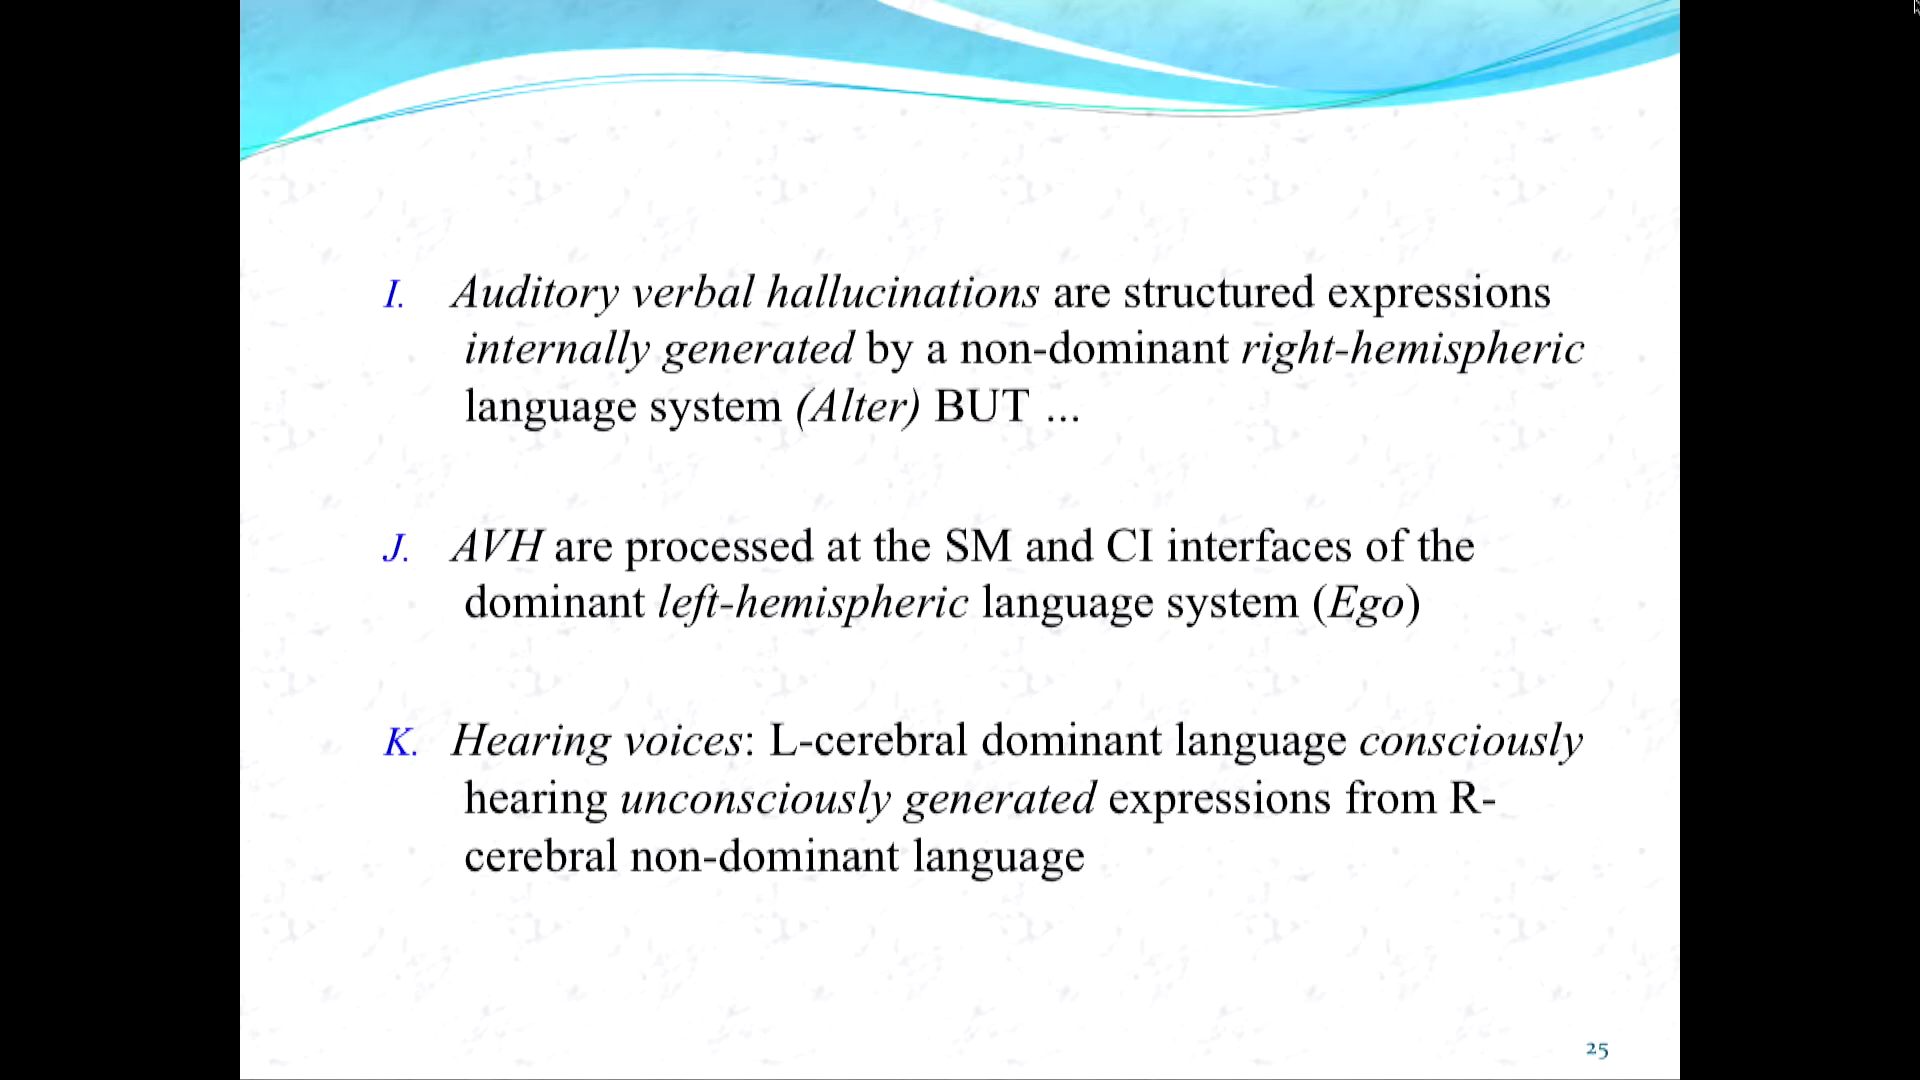 I. Auditory verbal hallucinations are structured expressions
internally generated by a non-dominant right-hemispheric
language system (Alter) BUT ...
J. AVH are processed at the SM and CI interfaces of the
dominant left-hemispheric language system (Ego)
K. Hearing voices: L-cerebral dominant language consciously
hearing unconsciously generated expressions from R-
cerebral non-dominant language
25